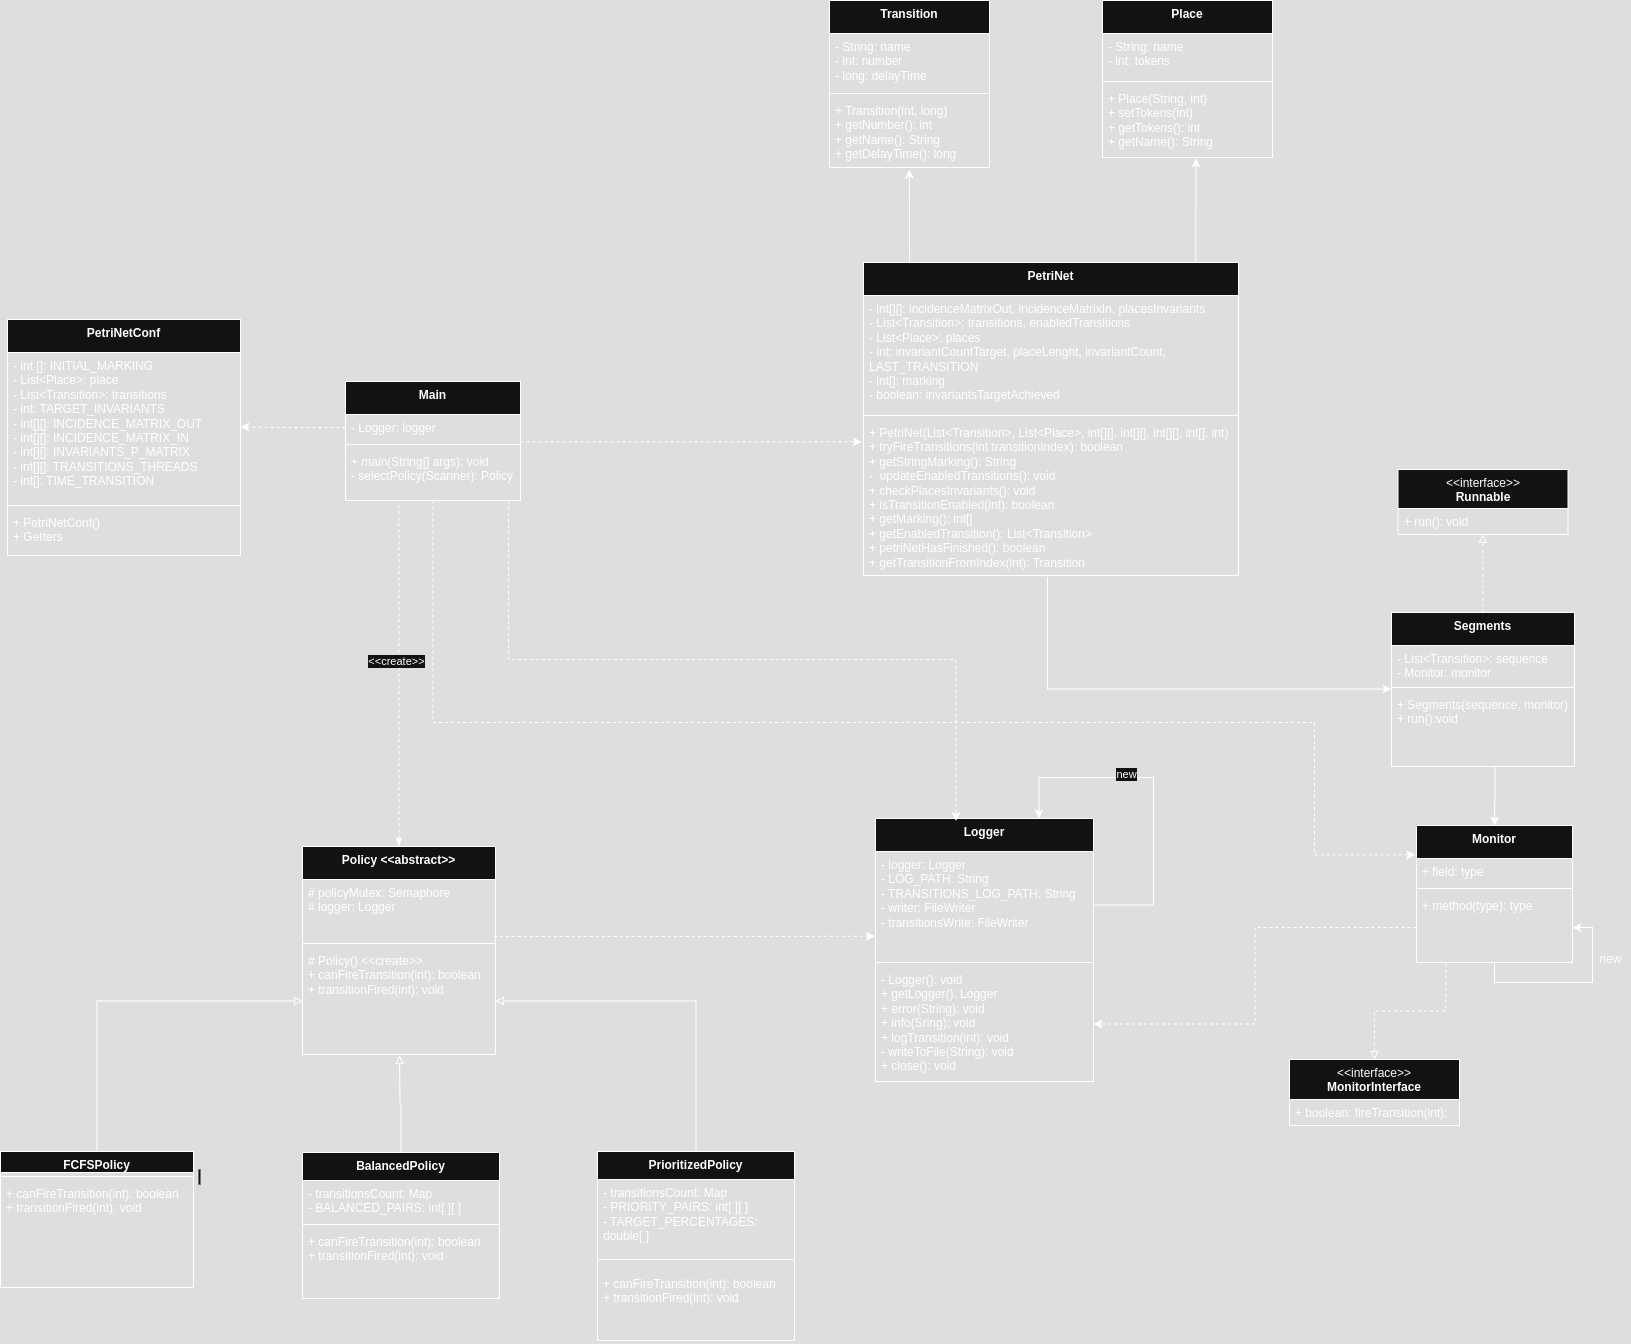 Transition
- String: name
- int: number
- long: delayTime
+ Transition(int, long)
+ getNumber(): int
+ getName(): String
+ getDelayTime(): long
Place
- String: name
- int: tokens
+ Place(String, int)
+ setTokens(int)
+ getTokens(): int
+ getName(): String
PetriNet
- int[][]: incidenceMatrixOut, incidenceMatrixIn, placesInvariants
- List<Transition>: transitions, enabledTransitions
- List<Place>: places
- int: invariantCountTarget, placeLenght, invariantCount,
LAST_TRANSITION
- int[]: marking
- boolean: invariantsTargetAchieved
+ PetriNet(List<Transition>, List<Place>, int[][], int[][], int[][], int[], int)
+ tryFireTransitions(int transitionIndex): boolean
+ getStringMarking(): String
-  updateEnabledTransitions(): void
+ checkPlacesInvariants(): void
+ isTransitionEnabled(int): boolean
+ getMarking(): int[]
+ getEnabledTransition(): List<Transition>
+ petriNetHasFinished(): boolean
+ getTransitionFromIndex(int): Transition
PetriNetConf
- int []: INITIAL_MARKING
- List<Place>: place
- List<Transition>: transitions
- int: TARGET_INVARIANTS
- int[][]: INCIDENCE_MATRIX_OUT
- int[][]: INCIDENCE_MATRIX_IN
- int[][]: INVARIANTS_P_MATRIX
- int[][]: TRANSITIONS_THREADS
- int[]: TIME_TRANSITION
+ PetriNetConf()
+ Getters
Main
- Logger: logger
+ main(String[] args): void
- selectPolicy(Scanner): Policy
<<interface>>
Runnable
+ run(): void
Segments
- List<Transition>: sequence
- Monitor: monitor
+ Segments(sequence, monitor)
+ run():void
<<create>>
new
Logger
- logger: Logger
- LOG_PATH: String
- TRANSITIONS_LOG_PATH: String
- writer: FileWriter
- transitionsWrite: FileWriter
- Logger(): void
+ getLogger(): Logger
+ error(String): void
+ info(Sring): void
+ logTransition(int): void
- writeToFile(String): void
+ close(): void
Monitor
+ field: type
+ method(type): type
new
Policy <<abstract>>
# policyMutex: Semaphore
# logger: Logger
# Policy() <<create>>
+ canFireTransition(int): boolean
+ transitionFired(int): void
<<interface>>
MonitorInterface
+ boolean: fireTransition(int);
FCFSPolicy
+ canFireTransition(int): boolean
+ transitionFired(int): void
BalancedPolicy
- transitionsCount: Map
- BALANCED_PAIRS: int[ ][ ]
+ canFireTransition(int): boolean
+ transitionFired(int): void
PrioritizedPolicy
- transitionsCount: Map
- PRIORITY_PAIRS: int[ ][ ]
- TARGET_PERCENTAGES:
double[ ]
+ canFireTransition(int): boolean
+ transitionFired(int): void